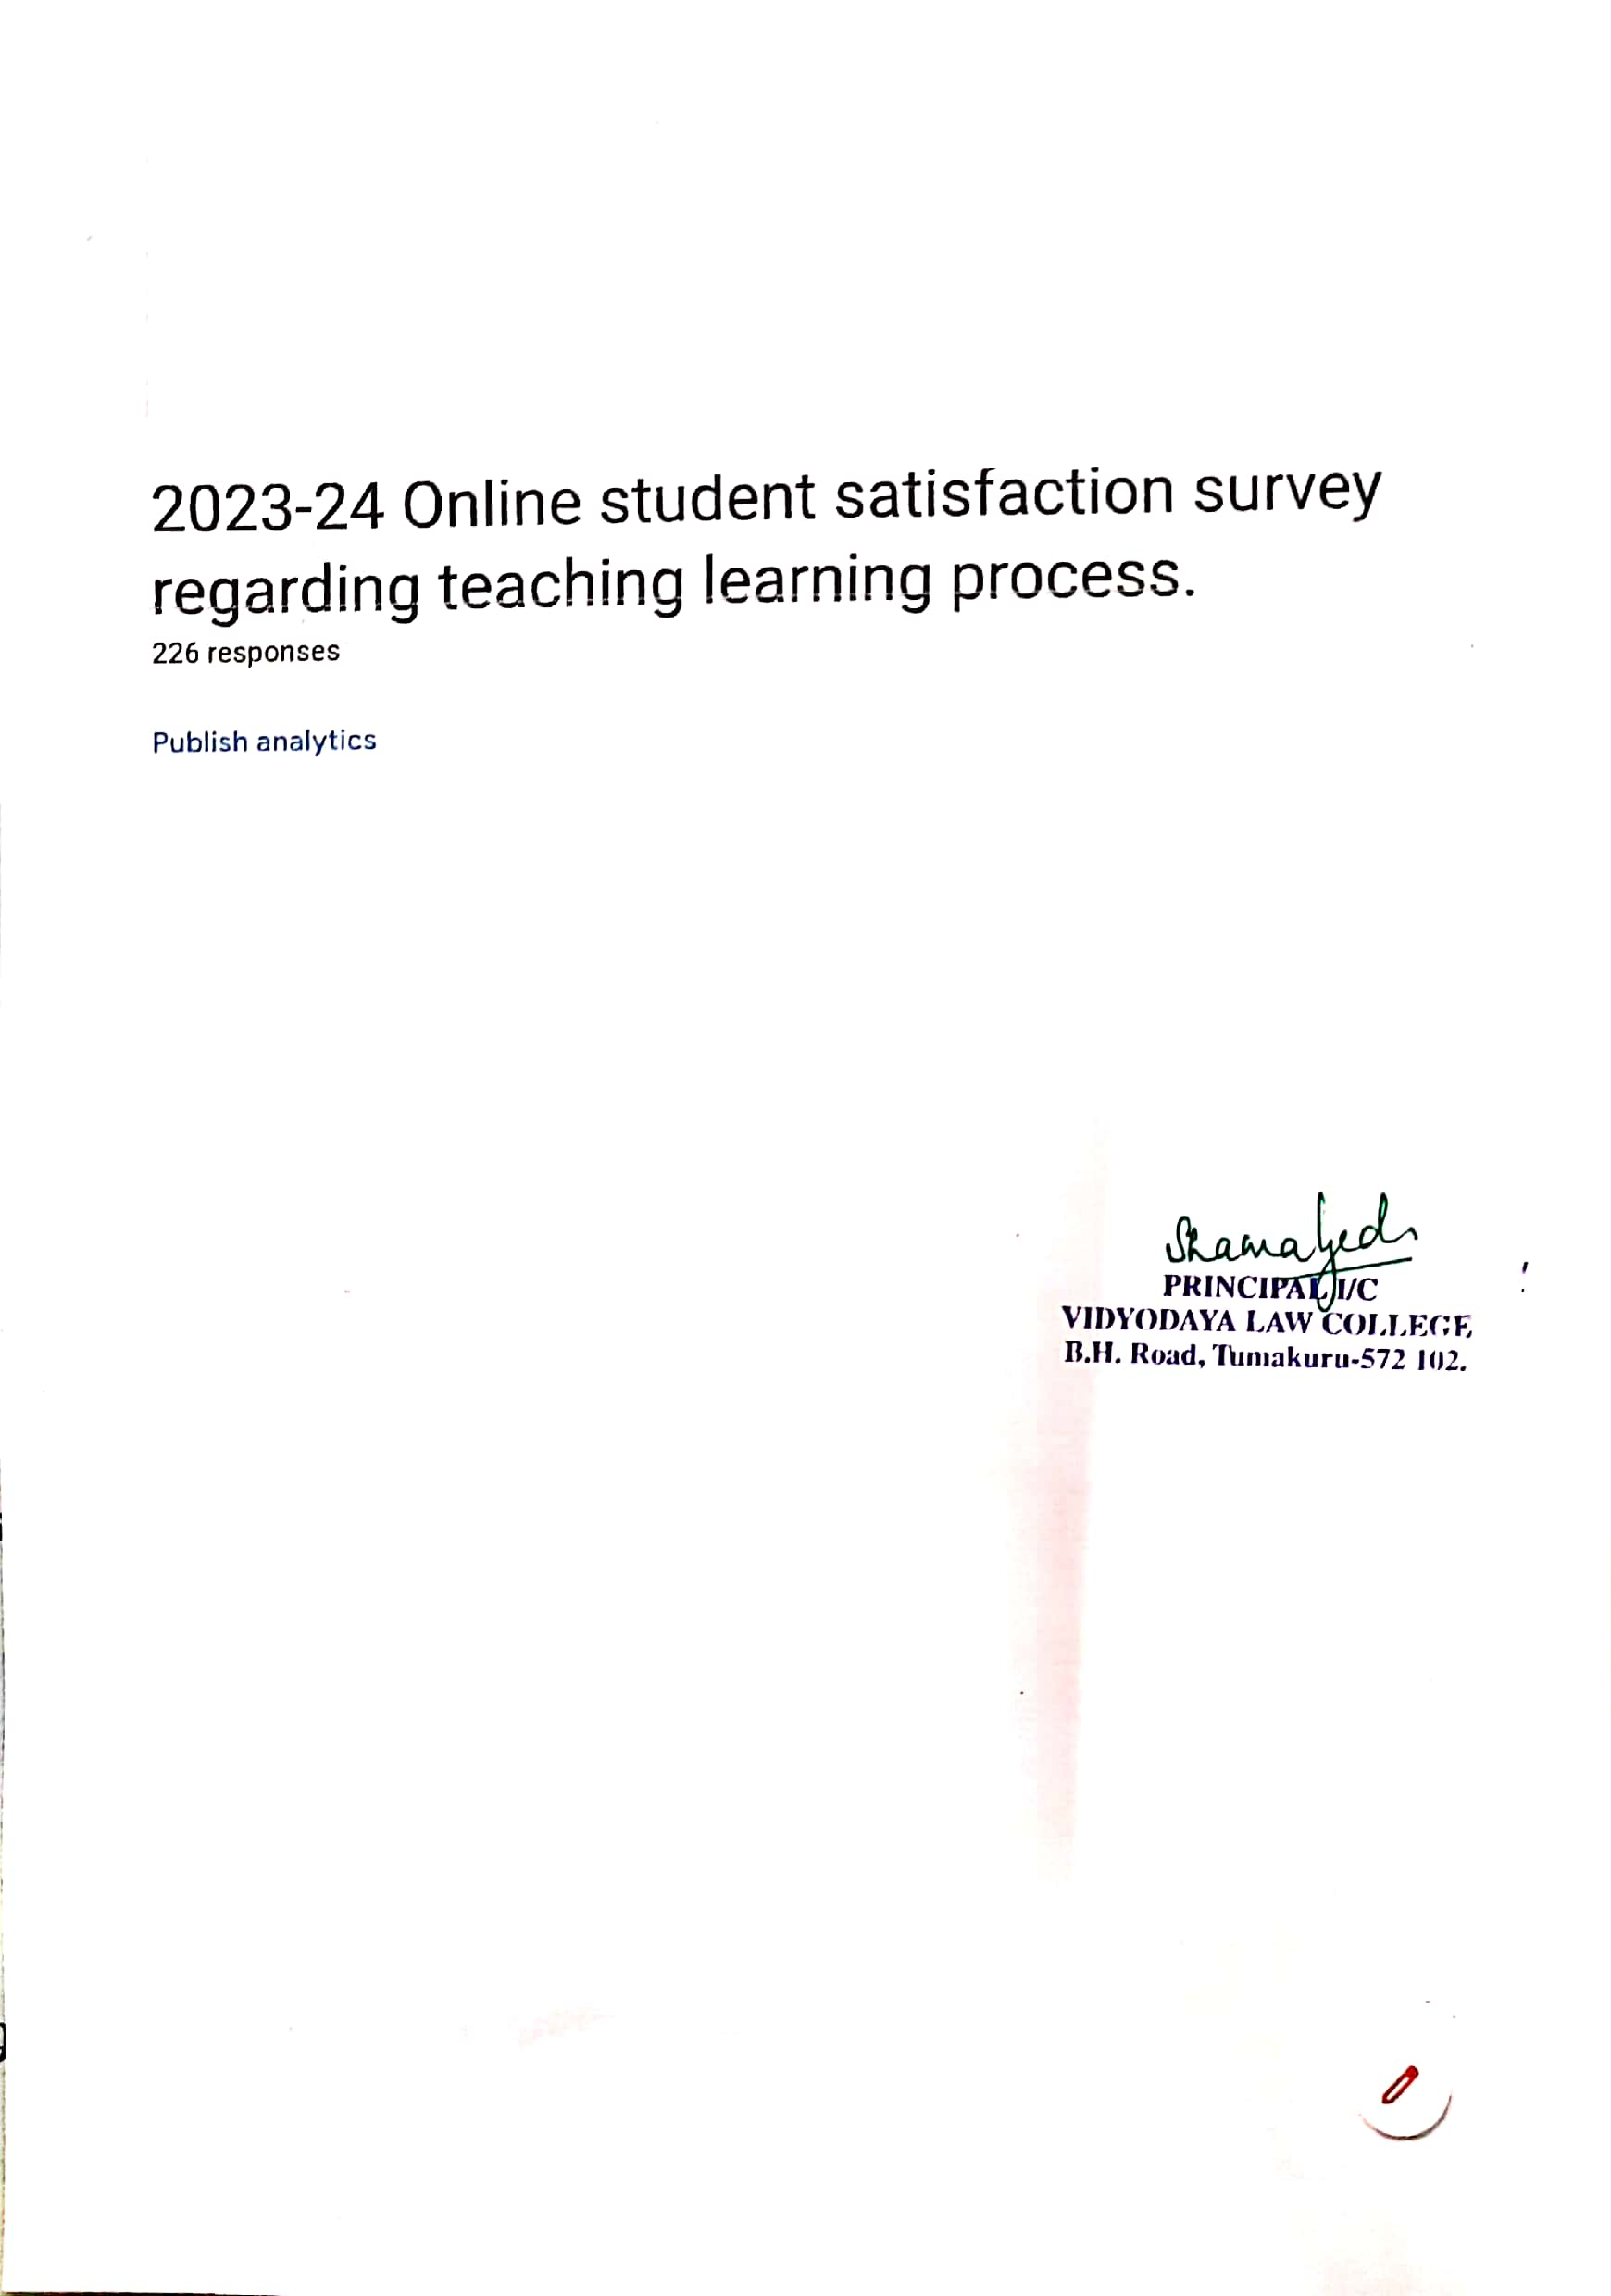 2023-24 Online student satisfaction survey
regarding teaching learning process.
226 responses
Publish analytics
PRINCIPAL I/C
VIDYODAYA LAW COLLEGE
B.H. Road, Tumakuru-572 102.